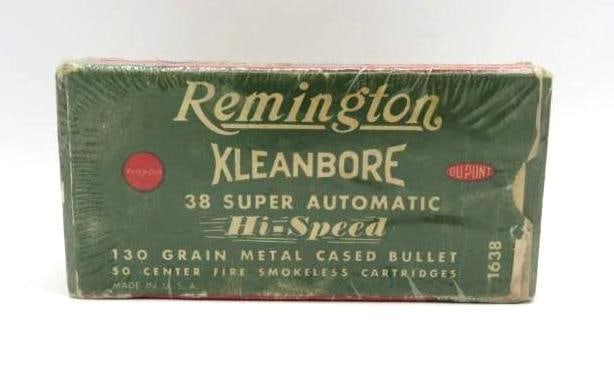 Remington
KLEANBORE
DU PONT
38 SUPER AUTOMATIC
Hi-Speed
130 GRAIN METAL CASED BULLET
50 CENTER FIRE SMOKELESS CARTRIDGES
MADE IN U. S. A.
1638